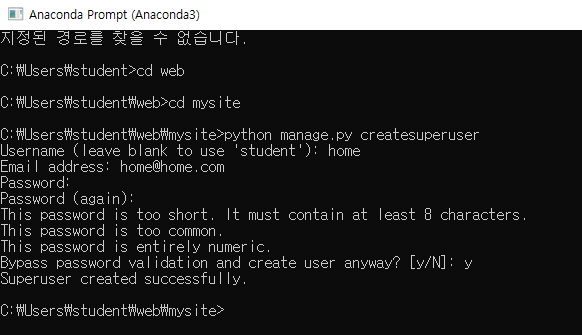 Anaconda Prompt (Anaconda3)
지정된 경로를 찾을 수 없습니다.
C:₩Users₩student>cd web
C:₩Users₩student₩web>cd mysite
C:₩Users₩student₩web₩mysite>python manage.py createsuperuser
Username (leave blank to use 'student'): home
Email address: home@home.com
Password:
Password (again):
This password is too short. It must contain at least 8 characters.
This password is too common.
This password is entirely numeric.
Bypass password validation and create user anyway? [y/N]: y
Superuser created successfully.
C:₩Users₩student₩web₩mysite>